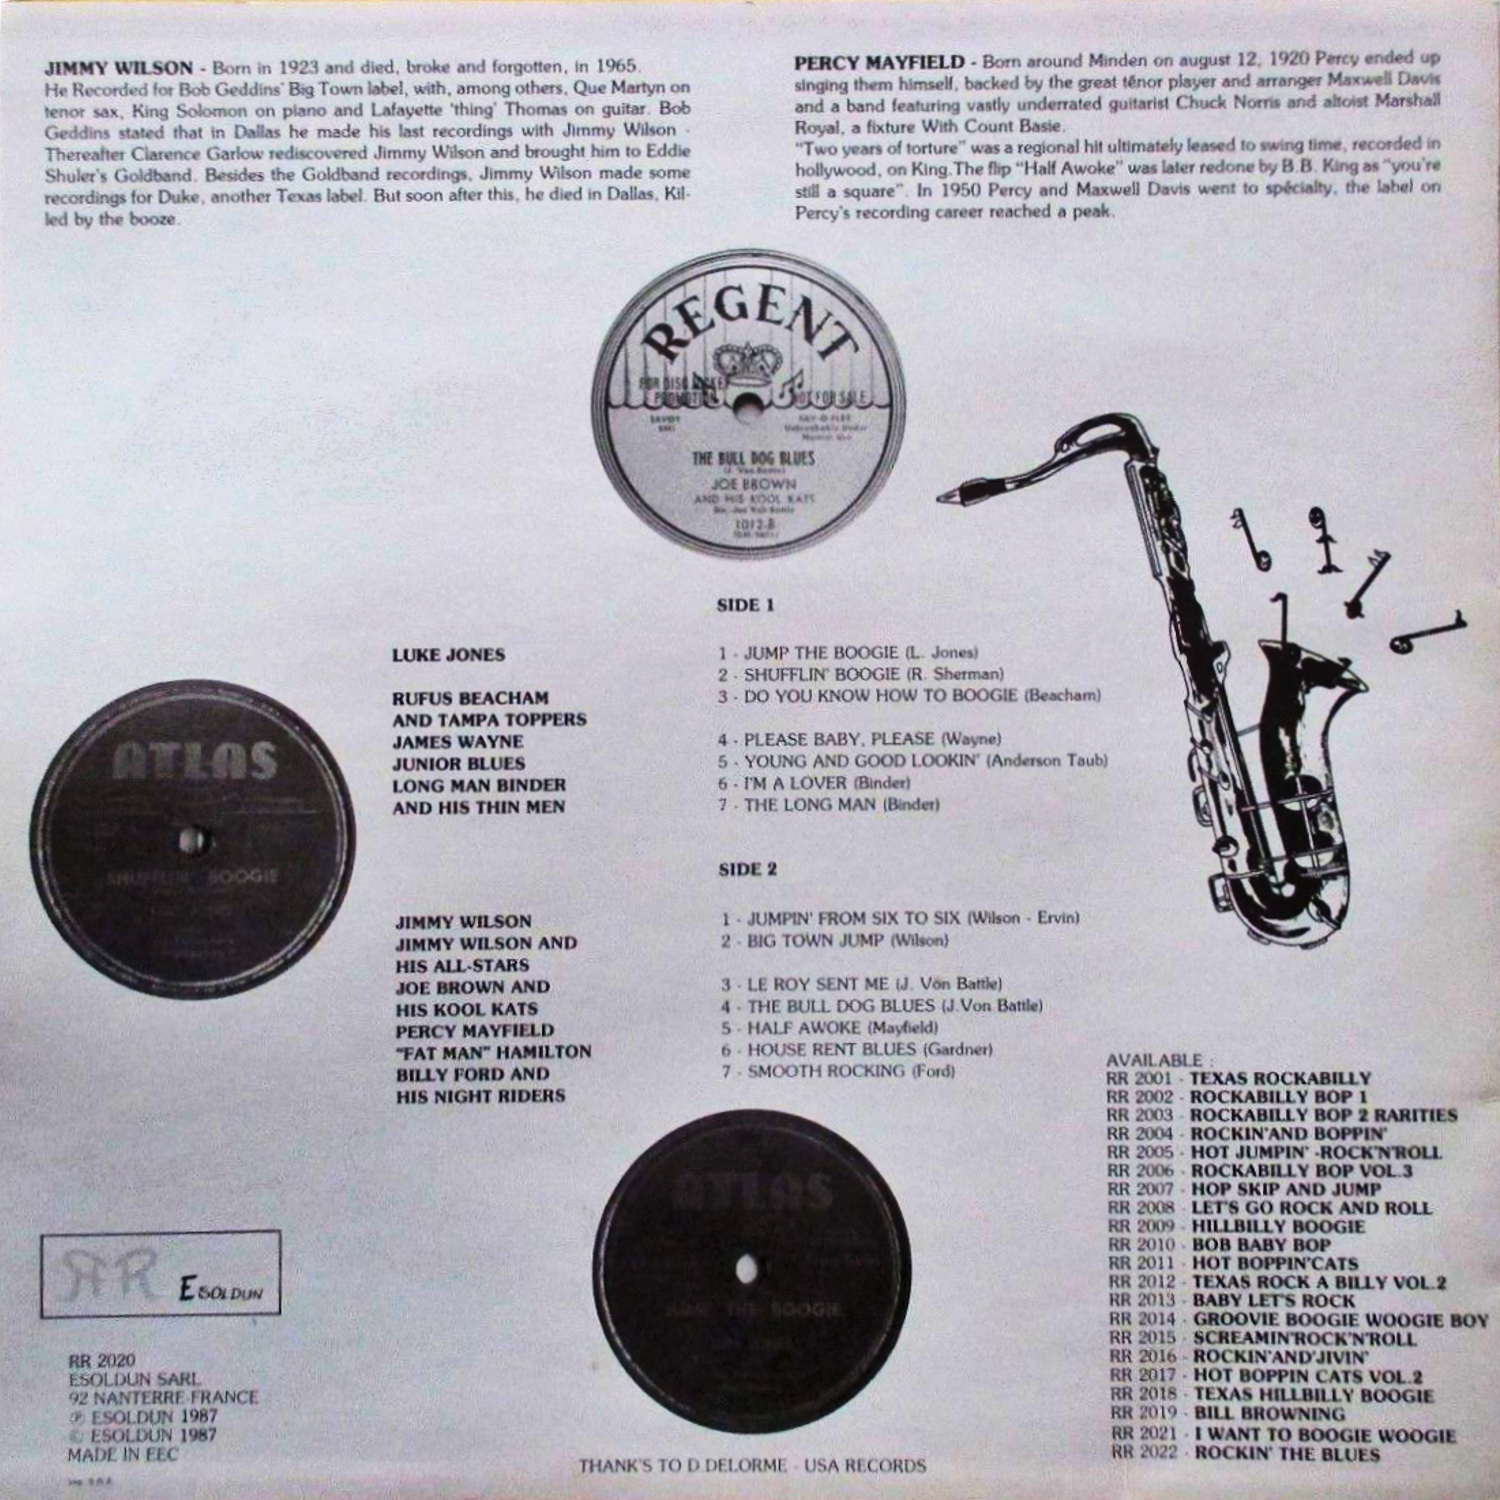 JIMMY WILSON - Born in 1923 and died, broke and forgotten, in 1965.
He Recorded for Bob Geddins' Big Town label, with, among others, Que Martyn on
tenor sax, King Solomon on piano and Lafayette 'thing' Thomas on guitar. Bob
Geddins stated that in Dallas he made his last recordings with Jimmy Wilson -
Thereafter Clarence Garlow rediscovered Jimmy Wilson and brought him to Eddie
Shuler's Goldband. Besides the Goldband recordings, Jimmy Wilson made some
recordings for Duke, another Texas label. But soon after this, he died in Dallas, Kil-
led by the booze.
PERCY MAYFIELD - Born around Minden on august 12, 1920 Percy ended up
singing them himself, backed by the great ténor player and arranger Maxwell Davis
and a band featuring vastly underrated guitarist Chuck Norris and altoist Marshall
Royal, a fixture With Count Basie.
"Two years of torture" was a regional hit ultimately leased to swing time, recorded in
hollywood, on King. The flip "Half Awoke" was later redone by B.B. King as "you're
still a square". In 1950 Percy and Maxwell Davis went to spécialty, the label on
Percy's recording career reached a peak.
REGENT
FOR DISC JOCKEY
PROMOTION NOT FOR SALE
SAVOY
THE BULL DOG BLUES
JOE BROWN
AND HIS KOOL KATS
1012-B
SIDE 1
LUKE JONES
1 - JUMP THE BOOGIE (L. Jones)
2 - SHUFFLIN' BOOGIE (R. Sherman)
RUFUS BEACHAM
3 - DO YOU KNOW HOW TO BOOGIE (Beacham)
AND TAMPA TOPPERS
JAMES WAYNE
4 - PLEASE BABY, PLEASE (Wayne)
JUNIOR BLUES
5 - YOUNG AND GOOD LOOKIN' (Anderson Taub)
LONG MAN BINDER
6 - I'M A LOVER (Binder)
AND HIS THIN MEN
7 - THE LONG MAN (Binder)
ATLAS
SHUFFLIN' BOOGIE
SIDE 2
JIMMY WILSON
1 - JUMPIN' FROM SIX TO SIX (Wilson - Ervin)
JIMMY WILSON AND
2 - BIG TOWN JUMP (Wilson)
HIS ALL-STARS
JOE BROWN AND
3 - LE ROY SENT ME (J. Von Battle)
HIS KOOL KATS
4 - THE BULL DOG BLUES (J.Von Battle)
PERCY MAYFIELD
5 - HALF AWOKE (Mayfield)
"FAT MAN" HAMILTON
6 - HOUSE RENT BLUES (Gardner)
BILLY FORD AND
7 - SMOOTH ROCKING (Ford)
HIS NIGHT RIDERS
ATLAS
JUMP THE BOOGIE
AVAILABLE :
RR 2001 - TEXAS ROCKABILLY
RR 2002 - ROCKABILLY BOP 1
RR 2003 - ROCKABILLY BOP 2 RARITIES
RR 2004 - ROCKIN'AND BOPPIN'
RR 2005 - HOT JUMPIN' -ROCK'N'ROLL
RR 2006 - ROCKABILLY BOP VOL.3
RR 2007 - HOP SKIP AND JUMP
RR 2008 - LET'S GO ROCK AND ROLL
RR 2009 - HILLBILLY BOOGIE
RR 2010 - BOB BABY BOP
RR 2011 - HOT BOPPIN'CATS
RR 2012 - TEXAS ROCK A BILLY VOL.2
RR 2013 - BABY LET'S ROCK
RR 2014 - GROOVIE BOOGIE WOOGIE BOY
RR 2015 - SCREAMIN'ROCK'N'ROLL
RR 2016 - ROCKIN'AND'JIVIN'
RR 2017 - HOT BOPPIN CATS VOL.2
RR 2018 - TEXAS HILLBILLY BOOGIE
RR 2019 - BILL BROWNING
RR 2021 - I WANT TO BOOGIE WOOGIE
RR 2022 - ROCKIN' THE BLUES
RR ESOLDUN
RR 2020
ESOLDUN SARL
92 NANTERRE FRANCE
℗ ESOLDUN 1987
© ESOLDUN 1987
MADE IN EEC
THANK'S TO D.DELORME - USA RECORDS